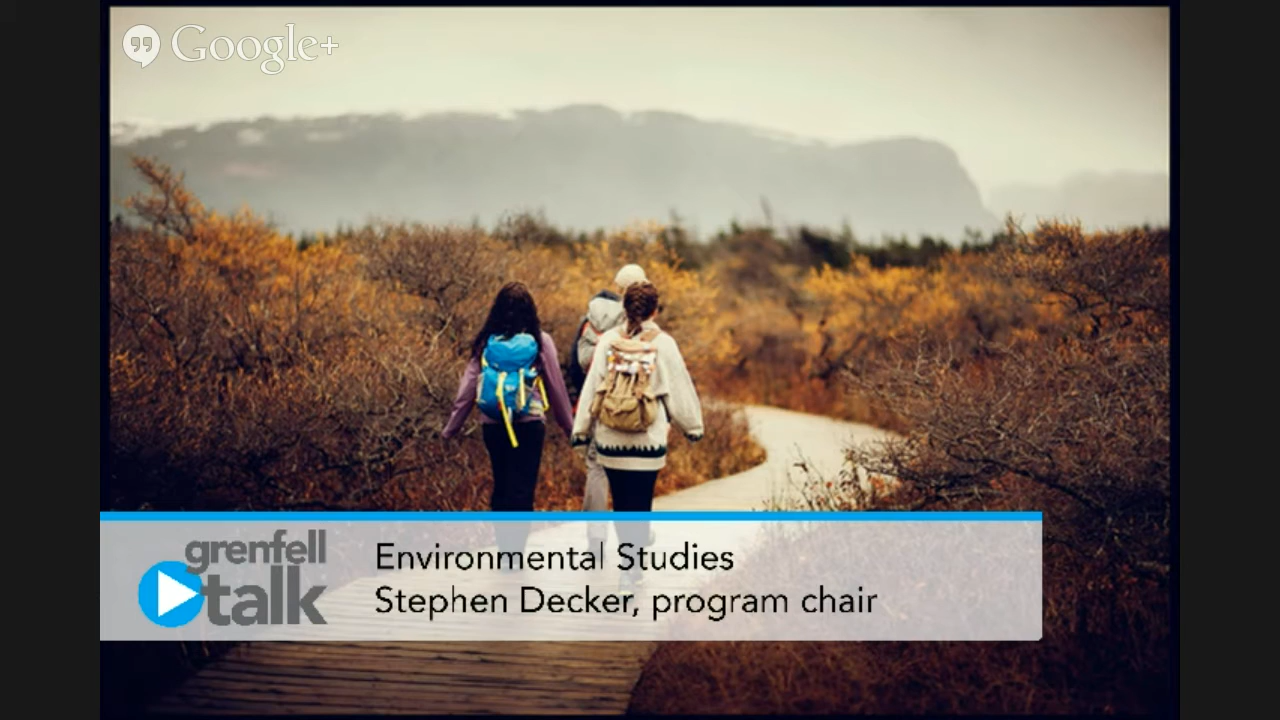 Google+
grenfell
talk
Environmental Studies
Stephen Decker, program chair